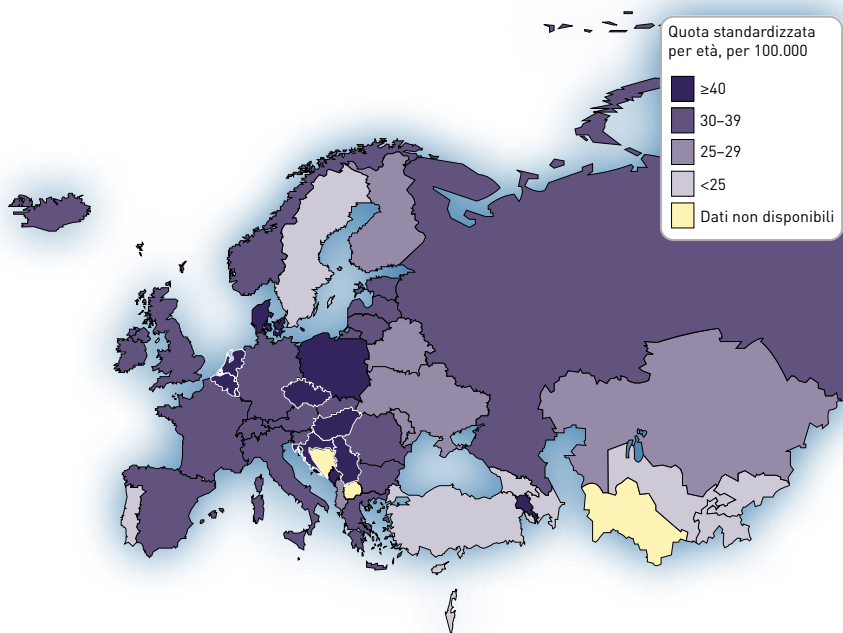 Quota standardizzata
per età, per 100.000
≥40
30–39
25–29
<25
Dati non disponibili